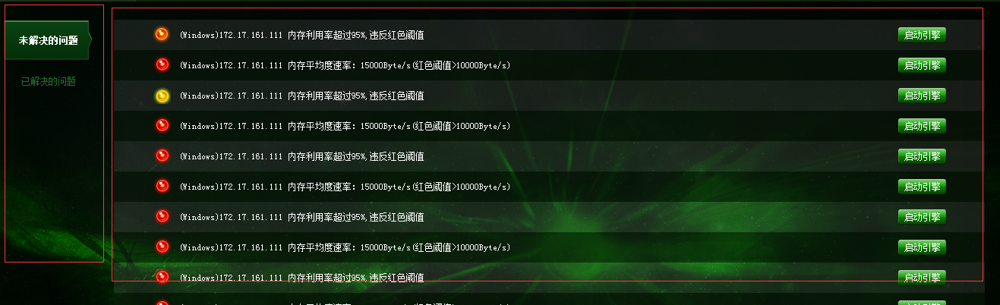 未解决的问题
已解决的问题
(Windows)172.17.161.111 内存利用率超过95%,违反红色阈值 启动引擎
(Windows)172.17.161.111 内存平均度速率: 15000Byte/s(红色阈值>10000Byte/s) 启动引擎
(Windows)172.17.161.111 内存利用率超过95%,违反红色阈值 启动引擎
(Windows)172.17.161.111 内存平均度速率: 15000Byte/s(红色阈值>10000Byte/s) 启动引擎
(Windows)172.17.161.111 内存利用率超过95%,违反红色阈值 启动引擎
(Windows)172.17.161.111 内存平均度速率: 15000Byte/s(红色阈值>10000Byte/s) 启动引擎
(Windows)172.17.161.111 内存利用率超过95%,违反红色阈值 启动引擎
(Windows)172.17.161.111 内存平均度速率: 15000Byte/s(红色阈值>10000Byte/s) 启动引擎
(Windows)172.17.161.111 内存利用率超过95%,违反红色阈值 启动引擎